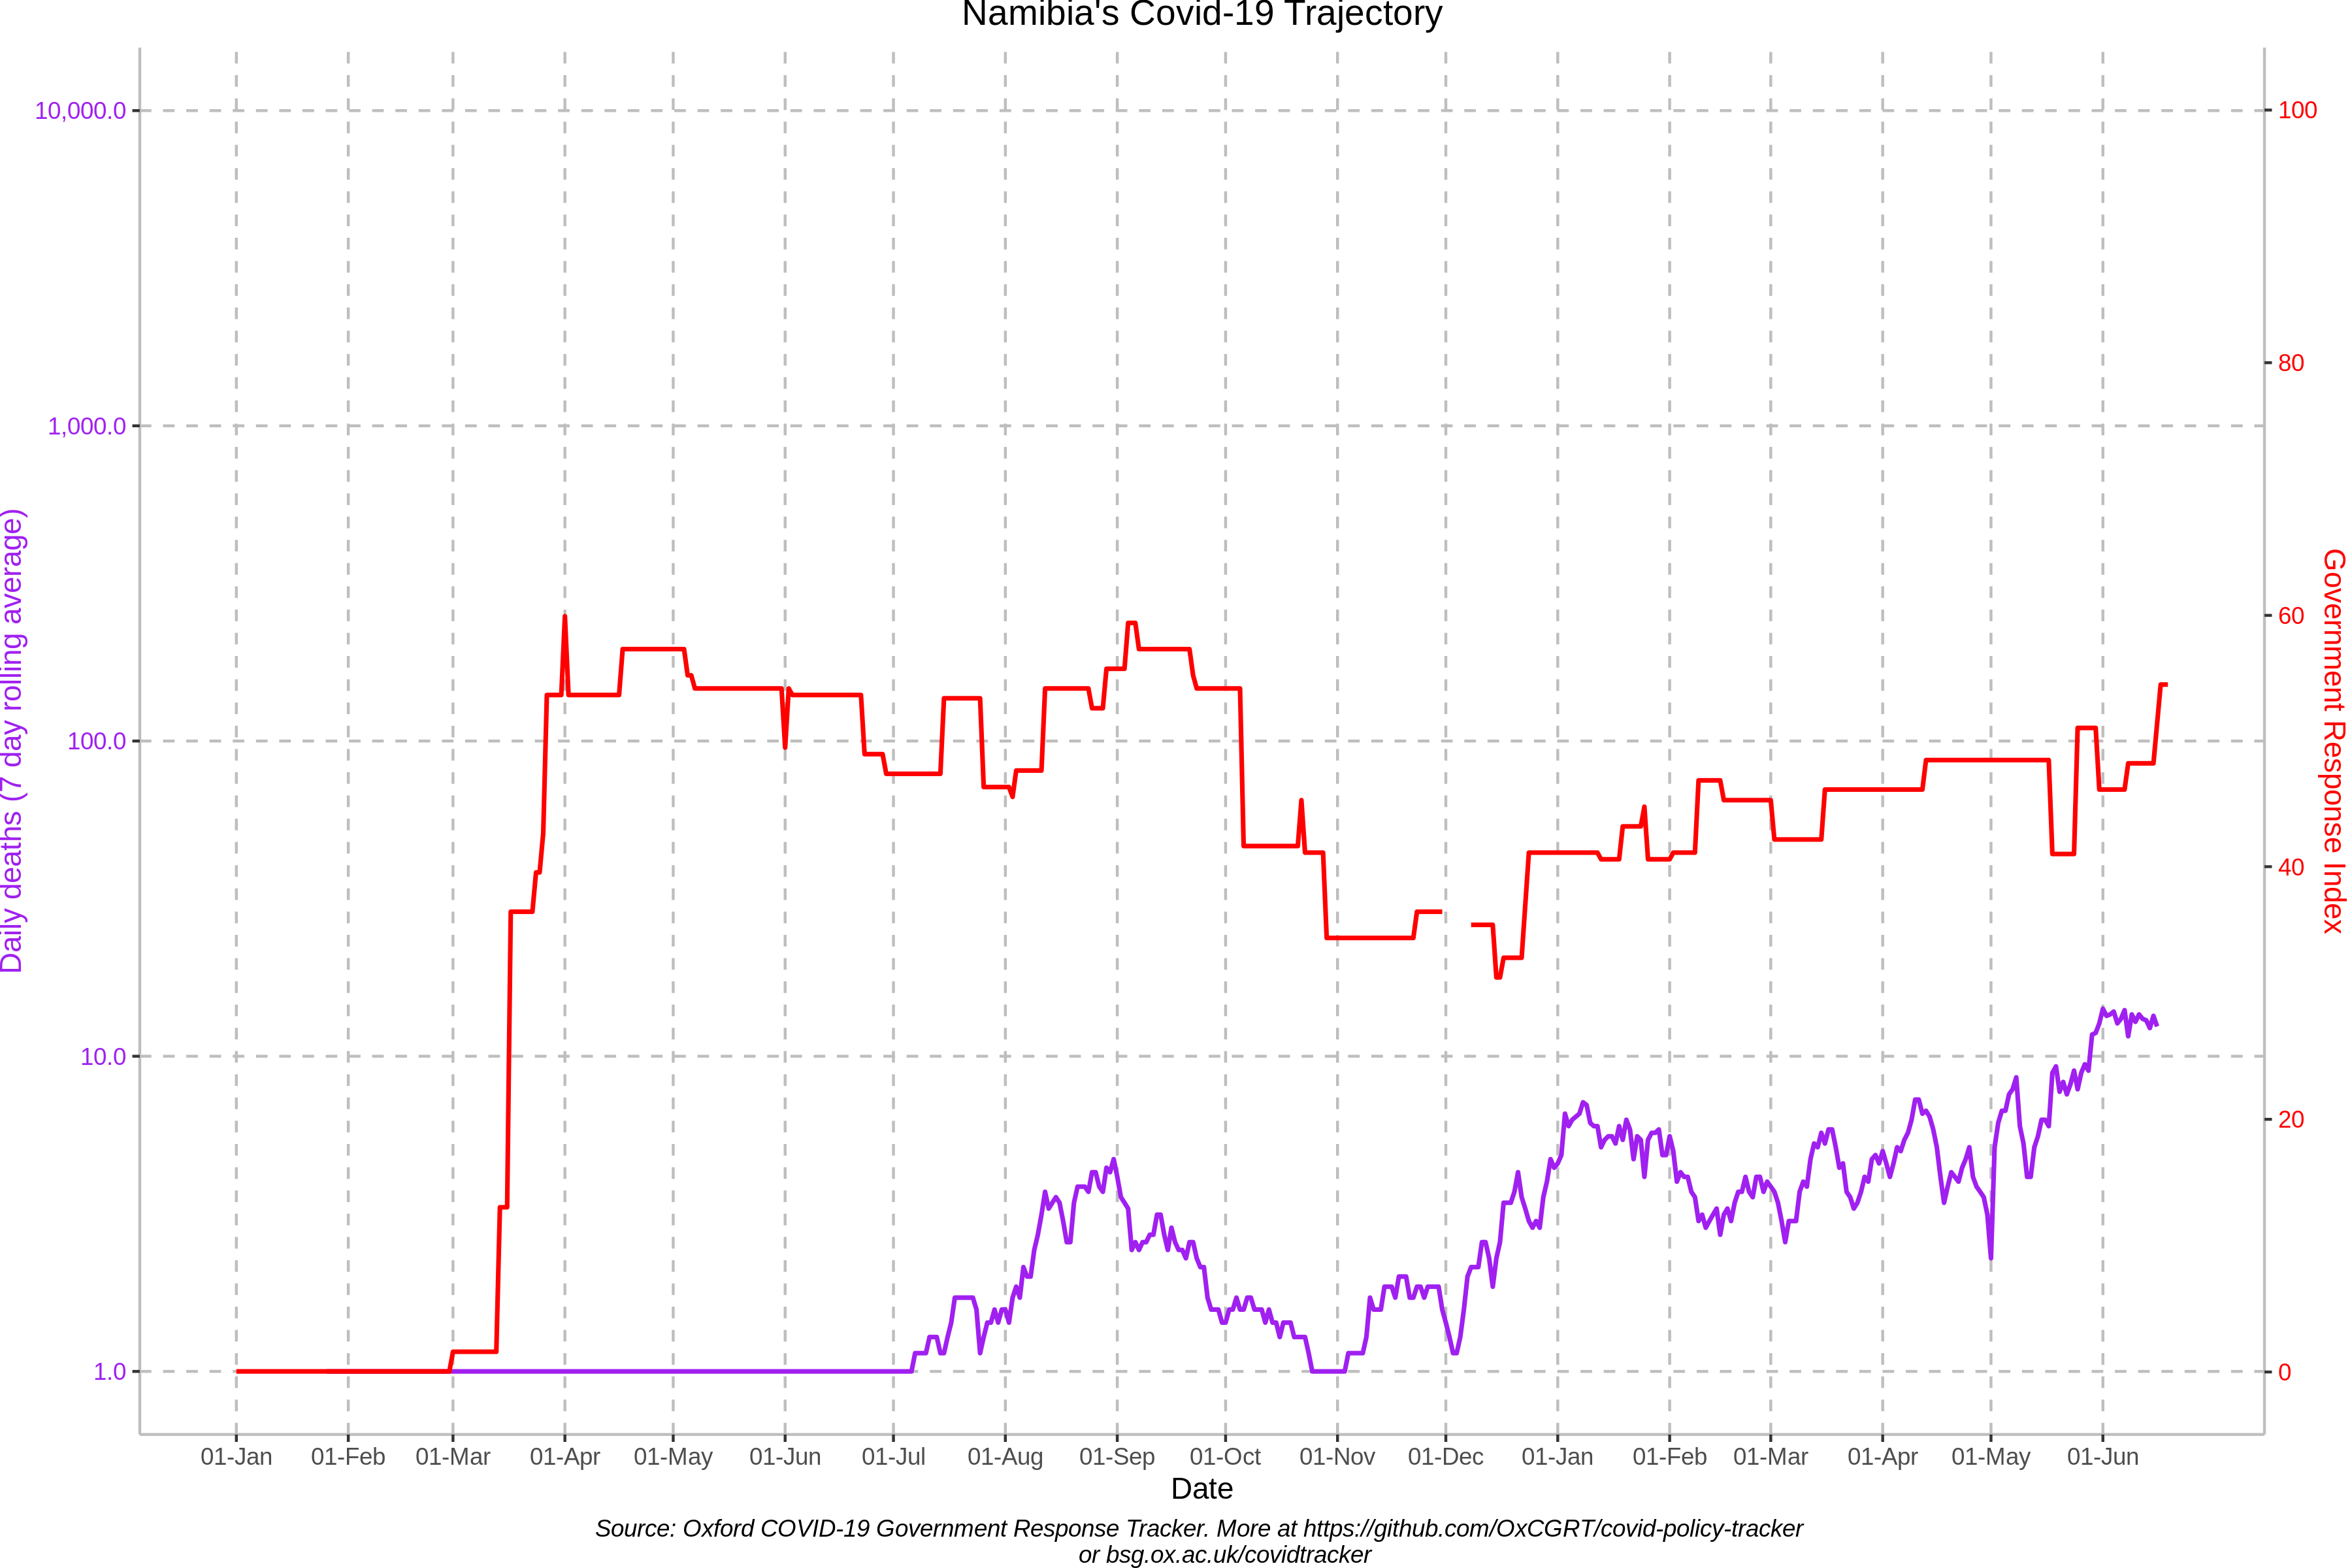 Namibia's Covid-19 Trajectory
10,000.0
1,000.0
100.0
10.0
1.0
Daily deaths (7 day rolling average)
100
80
60
40
20
0
Government Response Index
01-Jan 01-Feb 01-Mar 01-Apr 01-May 01-Jun 01-Jul 01-Aug 01-Sep 01-Oct 01-Nov 01-Dec 01-Jan 01-Feb 01-Mar 01-Apr 01-May 01-Jun
Date
Source: Oxford COVID-19 Government Response Tracker. More at https://github.com/OxCGRT/covid-policy-tracker
or bsg.ox.ac.uk/covidtracker